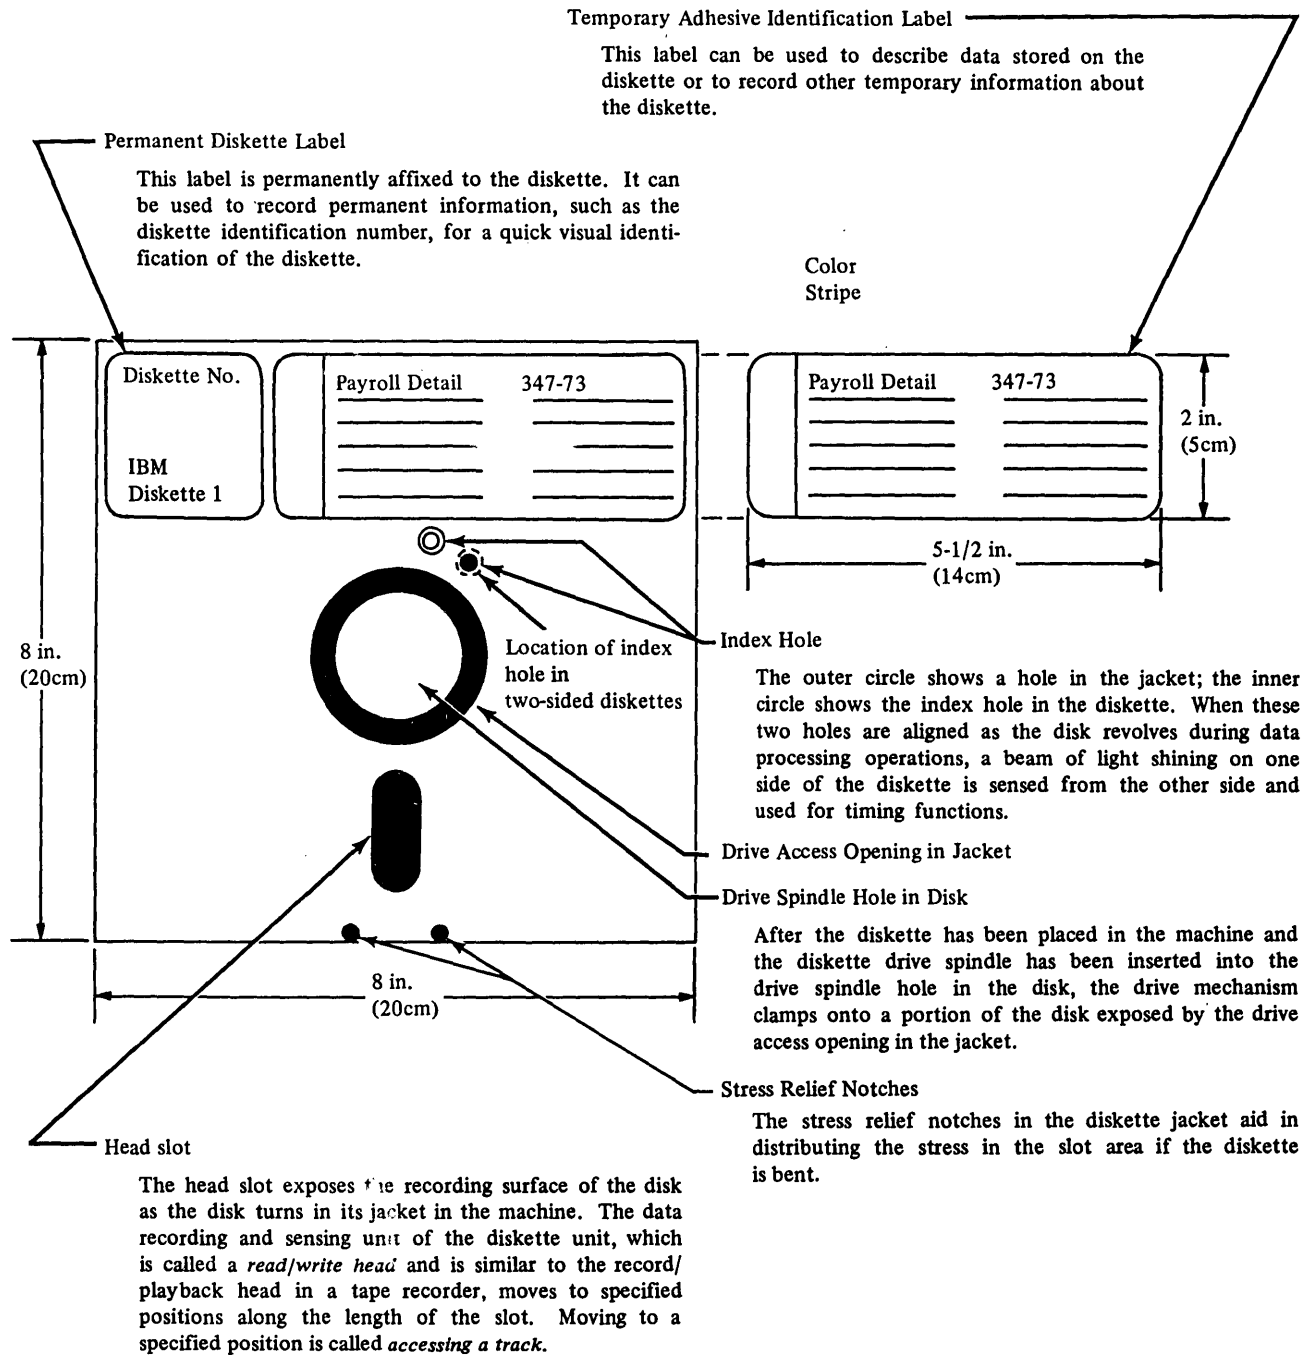 Temporary Adhesive Identification Label
This label can be used to describe data stored on the
diskette or to record other temporary information about
the diskette.
Permanent Diskette Label
This label is permanently affixed to the diskette. It can
be used to record permanent information, such as the
diskette identification number, for a quick visual identi-
fication of the diskette.
Color
Stripe
Diskette No.
IBM
Diskette 1
Payroll Detail 347-73
Payroll Detail 347-73
2 in.
(5cm)
5-1/2 in.
(14cm)
8 in.
(20cm)
Location of index
hole in
two-sided diskettes
Index Hole
The outer circle shows a hole in the jacket; the inner
circle shows the index hole in the diskette. When these
two holes are aligned as the disk revolves during data
processing operations, a beam of light shining on one
side of the diskette is sensed from the other side and
used for timing functions.
Drive Access Opening in Jacket
Drive Spindle Hole in Disk
After the diskette has been placed in the machine and
the diskette drive spindle has been inserted into the
drive spindle hole in the disk, the drive mechanism
clamps onto a portion of the disk exposed by the drive
access opening in the jacket.
8 in.
(20cm)
Stress Relief Notches
The stress relief notches in the diskette jacket aid in
distributing the stress in the slot area if the diskette
is bent.
Head slot
The head slot exposes the recording surface of the disk
as the disk turns in its jacket in the machine. The data
recording and sensing unit of the diskette unit, which
is called a read/write head and is similar to the record/
playback head in a tape recorder, moves to specified
positions along the length of the slot. Moving to a
specified position is called accessing a track.